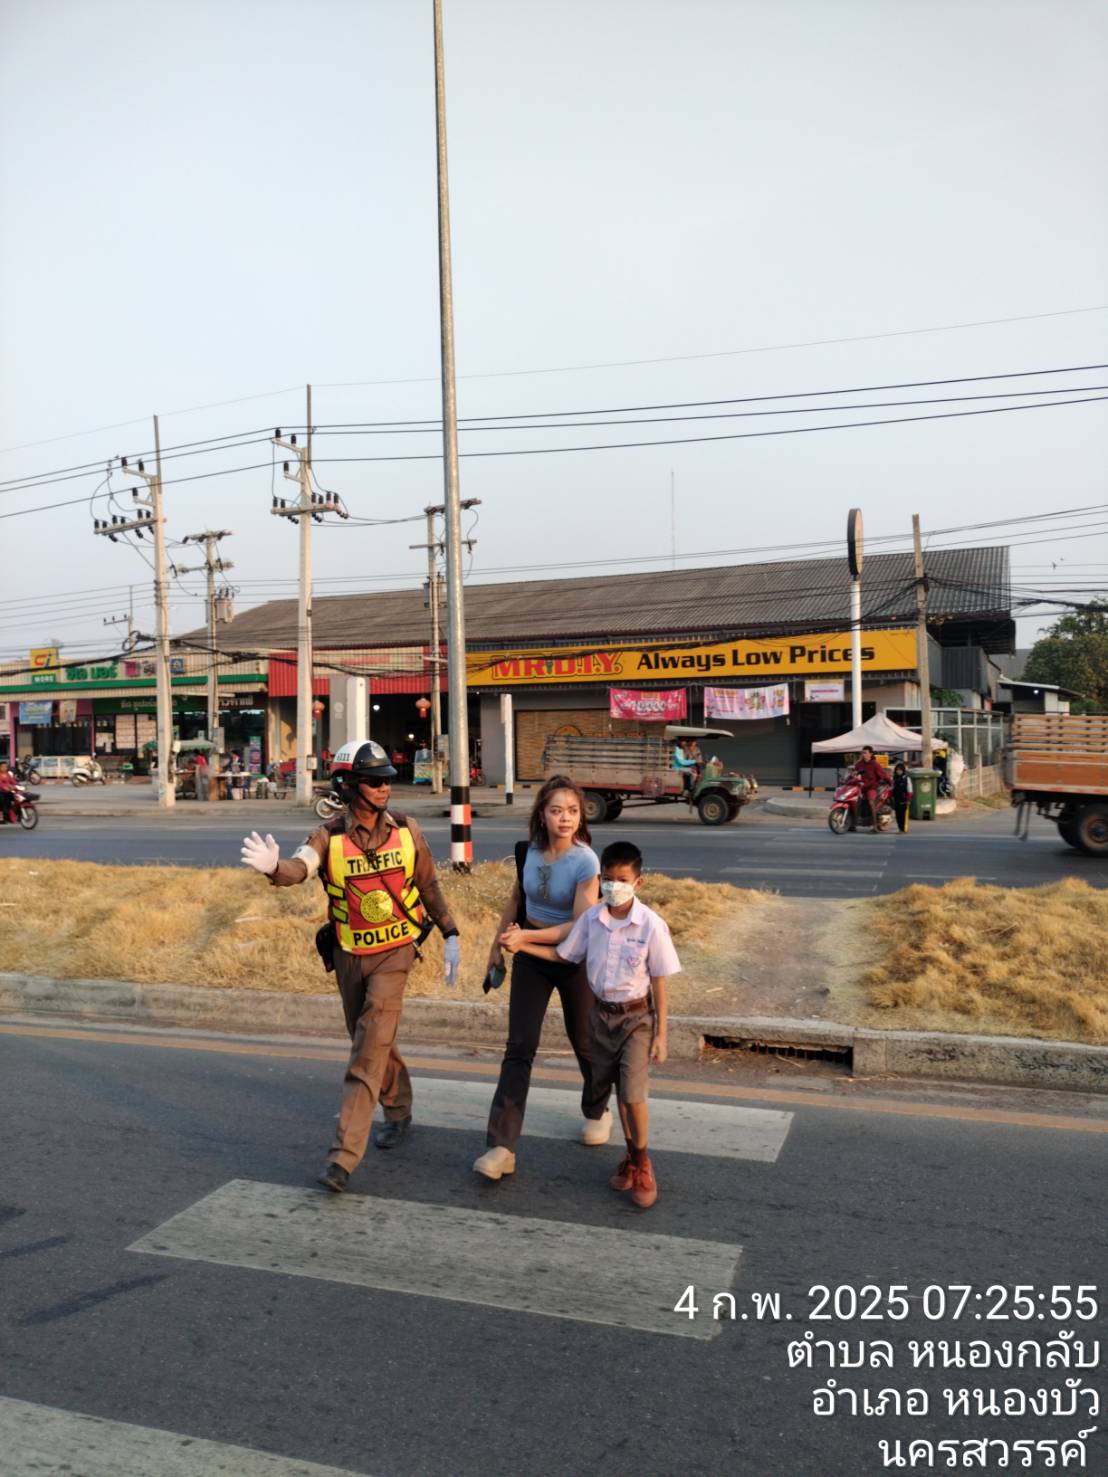 MR.D.I.Y. Always Low Prices
MORE
TRAFFIC
POLICE
4 ก.พ. 2025 07:25:55
ตำบล หนองกลับ
อำเภอ หนองบัว
นครสวรรค์